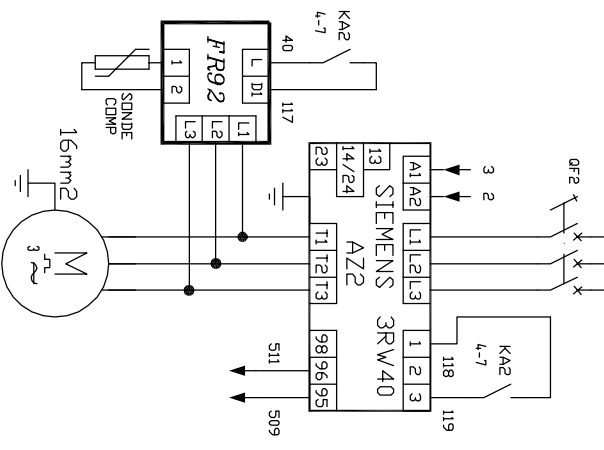 KA2
4-7
40
117
L
D1
1
2
FR92
L1
L2
L3
SONDE
COMP
16mm2
M
3
QF2
3
2
A1
A2
13
14/24
23
L1
L2
L3
SIEMENS
AZ2
3RW40
T1
T2
T3
1
2
3
98
96
95
118
119
KA2
4-7
511
509